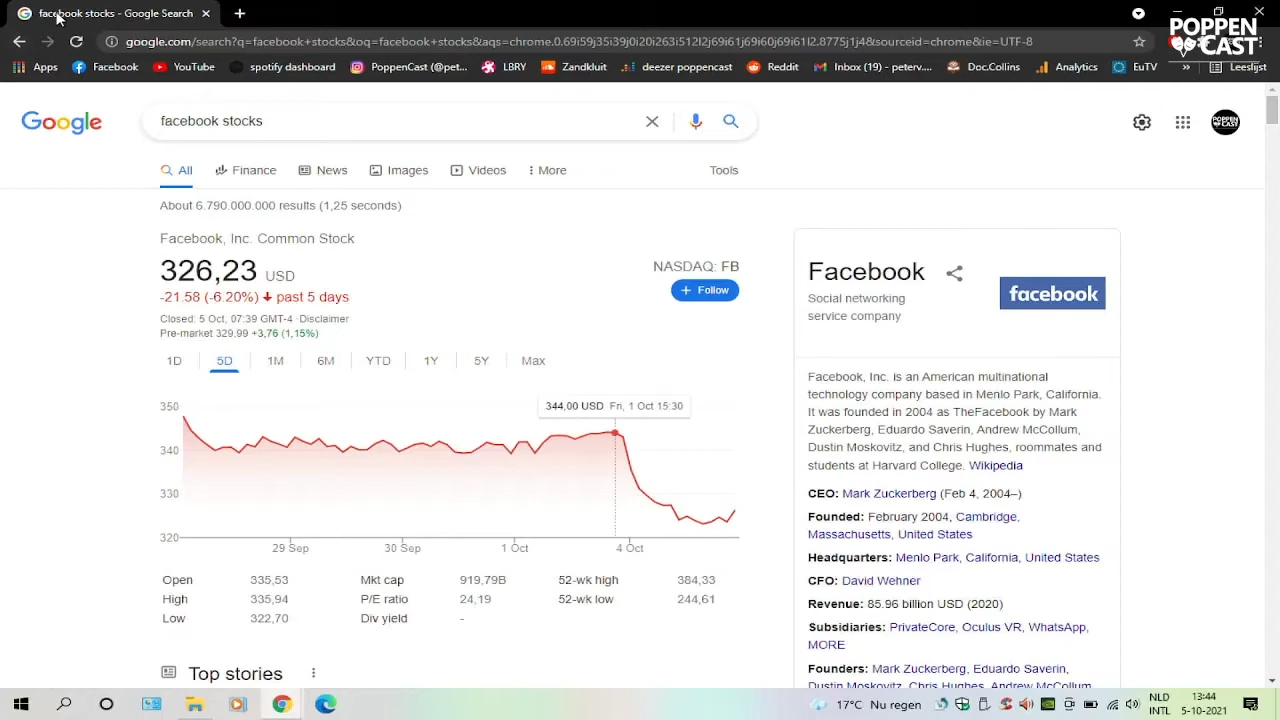 facebook stocks - Google Search
POPPEN
CAST
google.com/search?q=facebook+stocks&oq=facebook+stocks&aqs=chrome.0.69i59j35i39j0i20i263i512l2j69i61j69i60j69i61l2.8775j1j4&sourceid=chrome&ie=UTF-8
Apps Facebook YouTube spotify dashboard PoppenCast (@pet... LBRY Zandkuit deezer poppencast Reddit Inbox (19) - peterv.... Doc.Collins Analytics EuTV » Leeslijst
Google
facebook stocks
POPPEN
CAST
All Finance News Images Videos More Tools
About 6.790.000.000 results (1,25 seconds)
Facebook, Inc. Common Stock
326,23 USD
NASDAQ: FB
-21.58 (-6.20%) past 5 days
+ Follow
Closed: 5 Oct, 07:39 GMT-4 · Disclaimer
Pre-market 329,99 +3,76 (1,15%)
1D 5D 1M 6M YTD 1Y 5Y Max
344,00 USD Fri, 1 Oct 15:30
350
340
330
320
29 Sep 30 Sep 1 Oct 4 Oct
Open 335,53 Mkt cap 919,79B 52-wk high 384,33
High 335,94 P/E ratio 24,19 52-wk low 244,61
Low 322,70 Div yield -
Top stories
Facebook
Social networking
service company
facebook
Facebook, Inc. is an American multinational
technology company based in Menlo Park, California.
It was founded in 2004 as TheFacebook by Mark
Zuckerberg, Eduardo Saverin, Andrew McCollum,
Dustin Moskovitz, and Chris Hughes, roommates and
students at Harvard College. Wikipedia
CEO: Mark Zuckerberg (Feb 4, 2004–)
Founded: February 2004, Cambridge,
Massachusetts, United States
Headquarters: Menlo Park, California, United States
CFO: David Wehner
Revenue: 85.96 billion USD (2020)
Subsidiaries: PrivateCore, Oculus VR, WhatsApp,
MORE
Founders: Mark Zuckerberg, Eduardo Saverin,
Dustin Moskovitz, Chris Hughes, Andrew McCollum
17°C Nu regen
NLD
INTL
13:44
5-10-2021